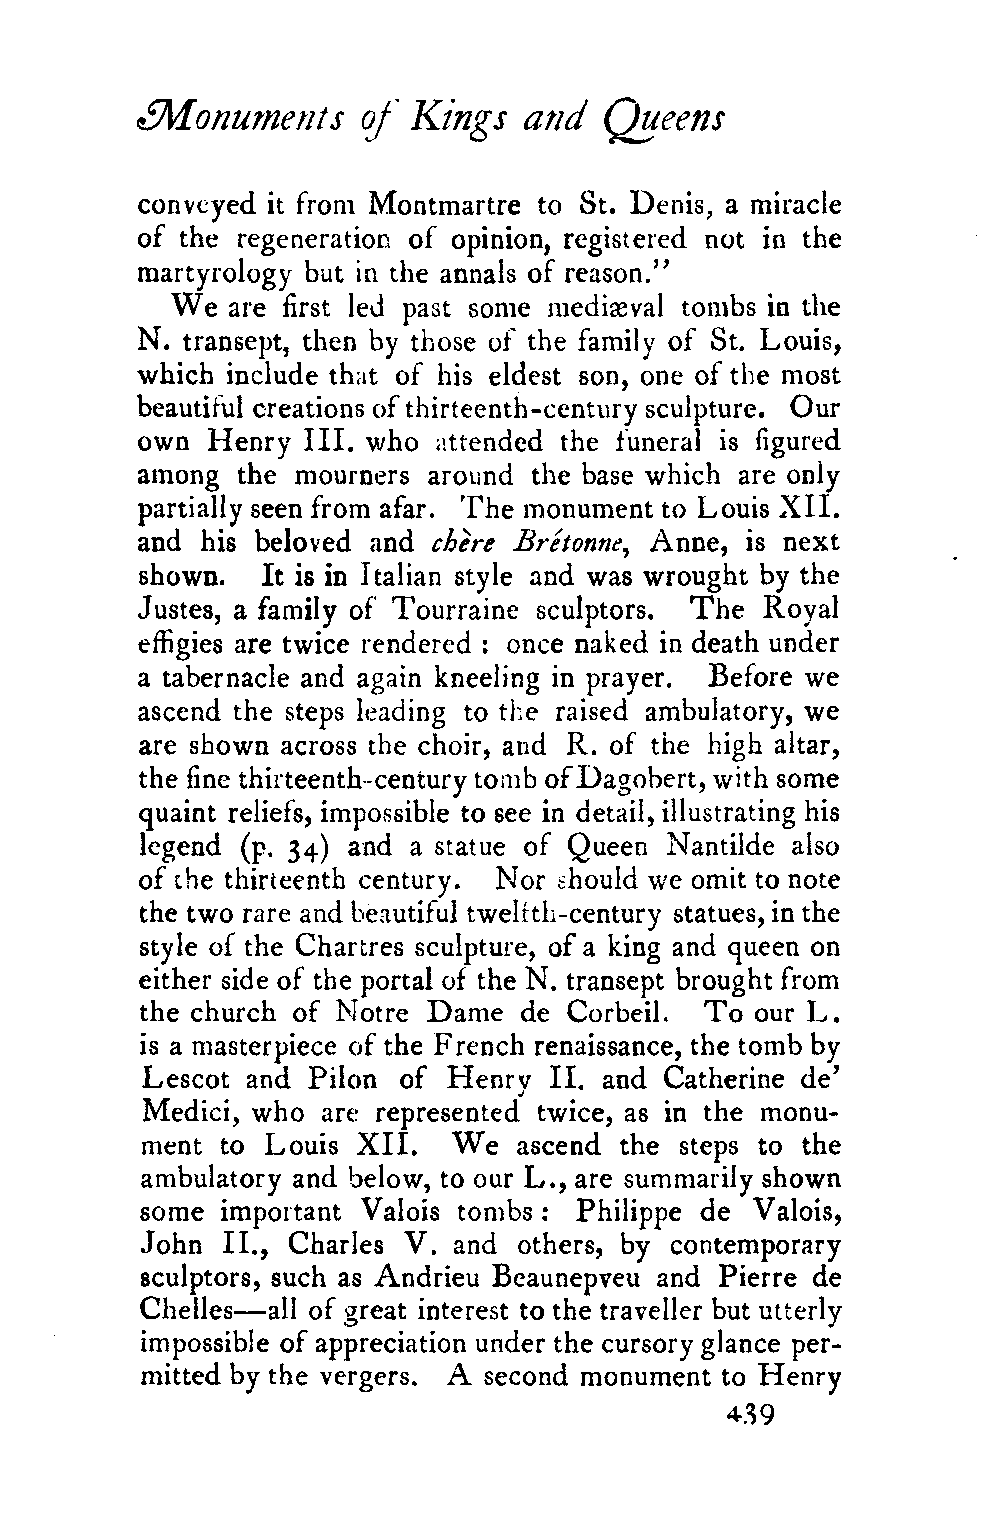 Monuments of Kings and Queens
conveyed it from Montmartre to St. Denis, a miracle
of the regeneration of opinion, registered not in the
martyrology but in the annals of reason.”
We are first led past some mediæval tombs in the
N. transept, then by those of the family of St. Louis,
which include that of his eldest son, one of the most
beautiful creations of thirteenth-century sculpture. Our
own Henry III. who attended the funeral is figured
among the mourners around the base which are only
partially seen from afar. The monument to Louis XII.
and his beloved and chère Brétonne, Anne, is next
shown. It is in Italian style and was wrought by the
Justes, a family of Tourraine sculptors. The Royal
effigies are twice rendered : once naked in death under
a tabernacle and again kneeling in prayer. Before we
ascend the steps leading to the raised ambulatory, we
are shown across the choir, and R. of the high altar,
the fine thirteenth-century tomb of Dagobert, with some
quaint reliefs, impossible to see in detail, illustrating his
legend (p. 34) and a statue of Queen Nantilde also
of the thirteenth century. Nor should we omit to note
the two rare and beautiful twelfth-century statues, in the
style of the Chartres sculpture, of a king and queen on
either side of the portal of the N. transept brought from
the church of Notre Dame de Corbeil. To our L.
is a masterpiece of the French renaissance, the tomb by
Lescot and Pilon of Henry II. and Catherine de’
Medici, who are represented twice, as in the monu-
ment to Louis XII. We ascend the steps to the
ambulatory and below, to our L., are summarily shown
some important Valois tombs : Philippe de Valois,
John II., Charles V. and others, by contemporary
sculptors, such as Andrieu Beaunepveu and Pierre de
Chelles—all of great interest to the traveller but utterly
impossible of appreciation under the cursory glance per-
mitted by the vergers. A second monument to Henry
439